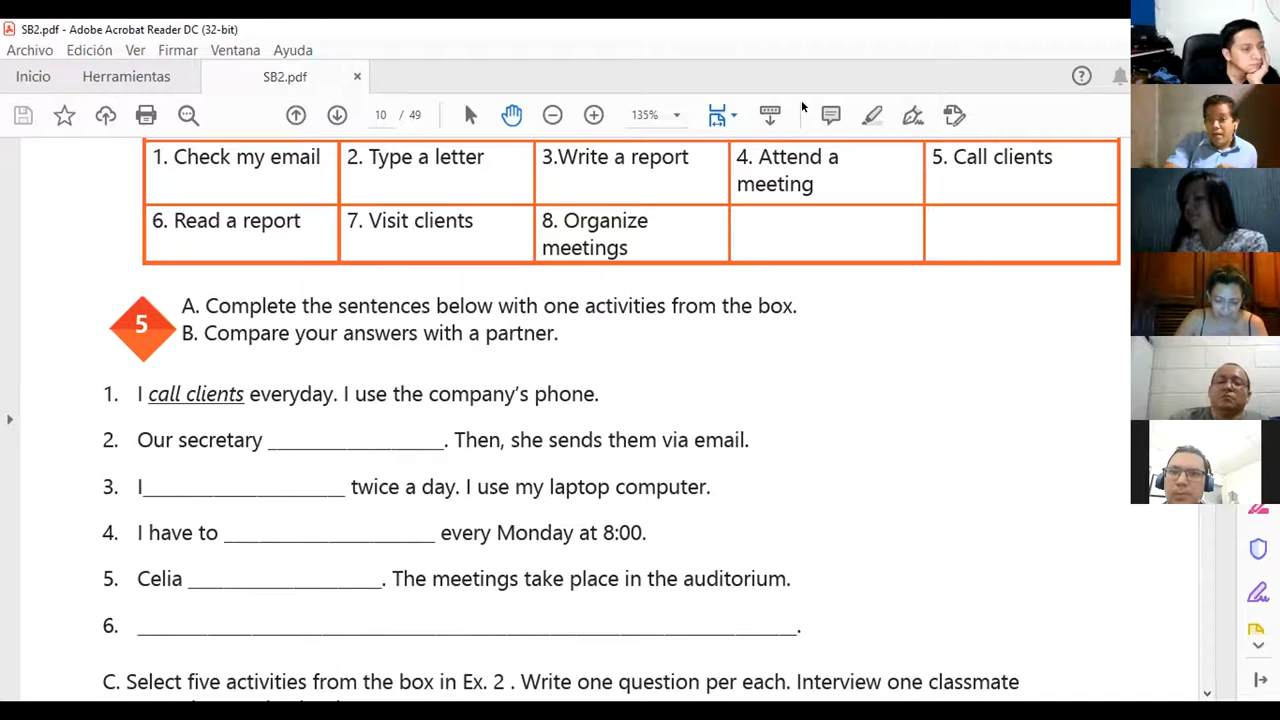 SB2.pdf - Adobe Acrobat Reader DC (32-bit)
Archivo Edición Ver Firmar Ventana Ayuda
Inicio Herramientas SB2.pdf ×
10 / 49 135%
1. Check my email 2. Type a letter 3.Write a report 4. Attend a meeting 5. Call clients
6. Read a report 7. Visit clients 8. Organize meetings
5
A. Complete the sentences below with one activities from the box.
B. Compare your answers with a partner.
1. I call clients everyday. I use the company's phone.
2. Our secretary _________________. Then, she sends them via email.
3. I___________________ twice a day. I use my laptop computer.
4. I have to ____________________ every Monday at 8:00.
5. Celia ___________________. The meetings take place in the auditorium.
6. _______________________________________________________________.
C. Select five activities from the box in Ex. 2 . Write one question per each. Interview one classmate